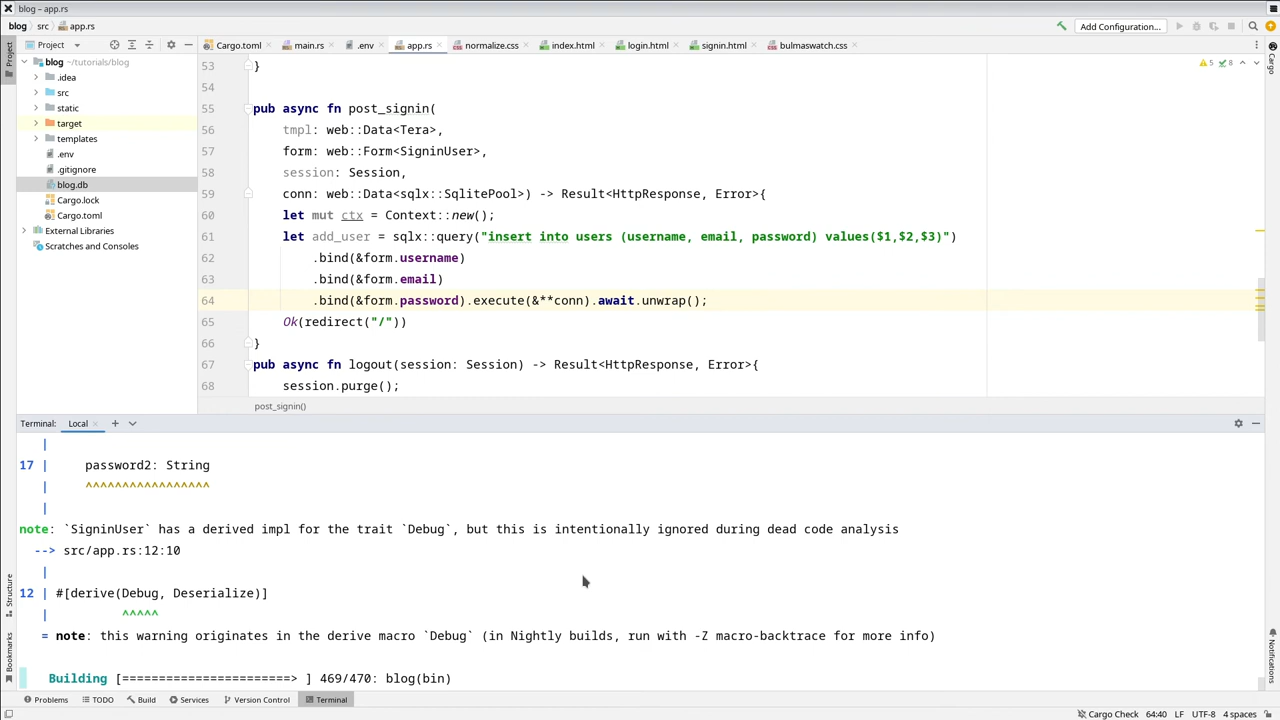 blog – app.rs
blog src app.rs Add Configuration...
Project Cargo.toml main.rs .env app.rs normalize.css index.html login.html signin.html bulmaswatch.css
Project
Cargo
blog ~/tutorials/blog
.idea
src
static
target
templates
.env
.gitignore
blog.db
Cargo.lock
Cargo.toml
External Libraries
Scratches and Consoles
5 8
53 }
54
55 pub async fn post_signin(
56 tmpl: web::Data<Tera>,
57 form: web::Form<SigninUser>,
58 session: Session,
59 conn: web::Data<sqlx::SqlitePool>) -> Result<HttpResponse, Error>{
60 let mut ctx = Context::new();
61 let add_user = sqlx::query("insert into users (username, email, password) values($1,$2,$3)")
62 .bind(&form.username)
63 .bind(&form.email)
64 .bind(&form.password).execute(&**conn).await.unwrap();
65 Ok(redirect("/"))
66 }
67 pub async fn logout(session: Session) -> Result<HttpResponse, Error>{
68 session.purge();
post_signin()
Terminal: Local
|
17 | password2: String
| ^^^^^^^^^^^^^^^^^
|
note: `SigninUser` has a derived impl for the trait `Debug`, but this is intentionally ignored during dead code analysis
--> src/app.rs:12:10
|
12 | #[derive(Debug, Deserialize)]
| ^^^^^
= note: this warning originates in the derive macro `Debug` (in Nightly builds, run with -Z macro-backtrace for more info)
Building [=======================> ] 469/470: blog(bin)
Structure
Bookmarks
Notifications
Problems TODO Build Services Version Control Terminal
Cargo Check 64:40 LF UTF-8 4 spaces